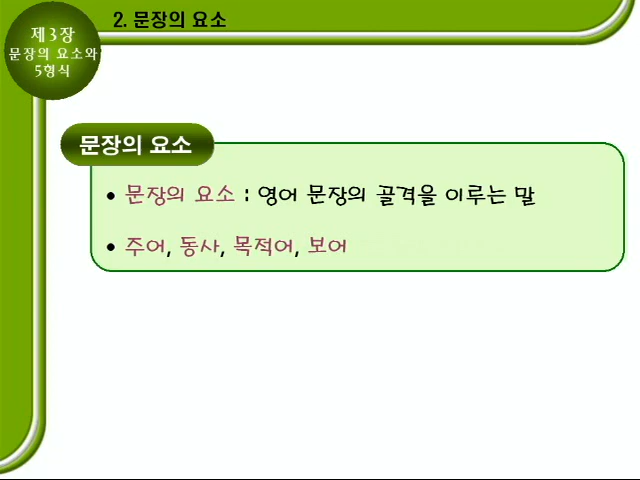 제3장
문장의 요소와
5형식
2. 문장의 요소
문장의 요소
• 문장의 요소 : 영어 문장의 골격을 이루는 말
• 주어, 동사, 목적어, 보어